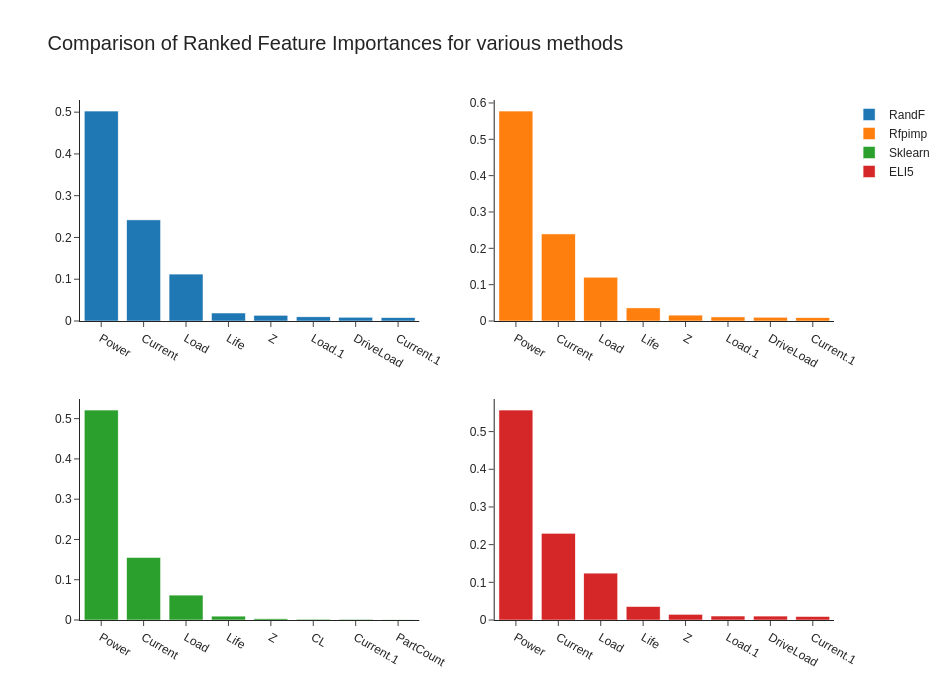 Comparison of Ranked Feature Importances for various methods
0.5
0.4
0.3
0.2
0.1
0
Power
Current
Load
Life
Z
Load.1
DriveLoad
Current.1
0.6
0.5
0.4
0.3
0.2
0.1
0
Power
Current
Load
Life
Z
Load.1
DriveLoad
Current.1
RandF
Rfpimp
Sklearn
ELI5
0.5
0.4
0.3
0.2
0.1
0
Power
Current
Load
Life
Z
CL
Current.1
PartCount
0.5
0.4
0.3
0.2
0.1
0
Power
Current
Load
Life
Z
Load.1
DriveLoad
Current.1